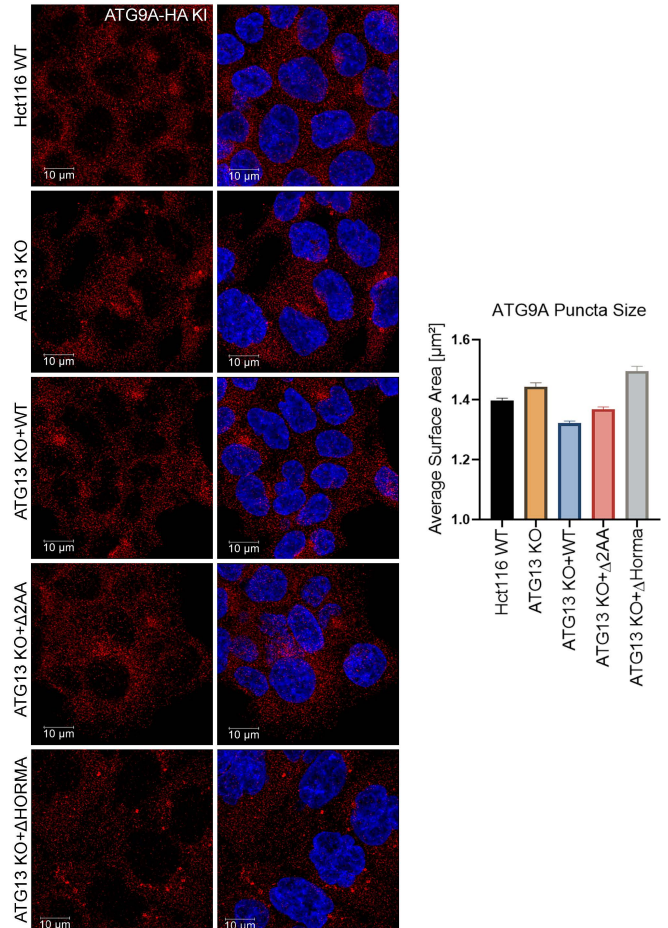 ATG9A-HA KI
Hct116 WT
10 µm
10 µm
ATG13 KO
10 µm
10 µm
ATG13 KO+WT
10 µm
10 µm
ATG13 KO+Δ2AA
10 µm
10 µm
ATG13 KO+ΔHORMA
10 µm
10 µm
ATG9A Puncta Size
Average Surface Area [µm²]
1.6
1.4
1.2
1.0
Hct116 WT
ATG13 KO
ATG13 KO+WT
ATG13 KO+Δ2AA
ATG13 KO+ΔHorma